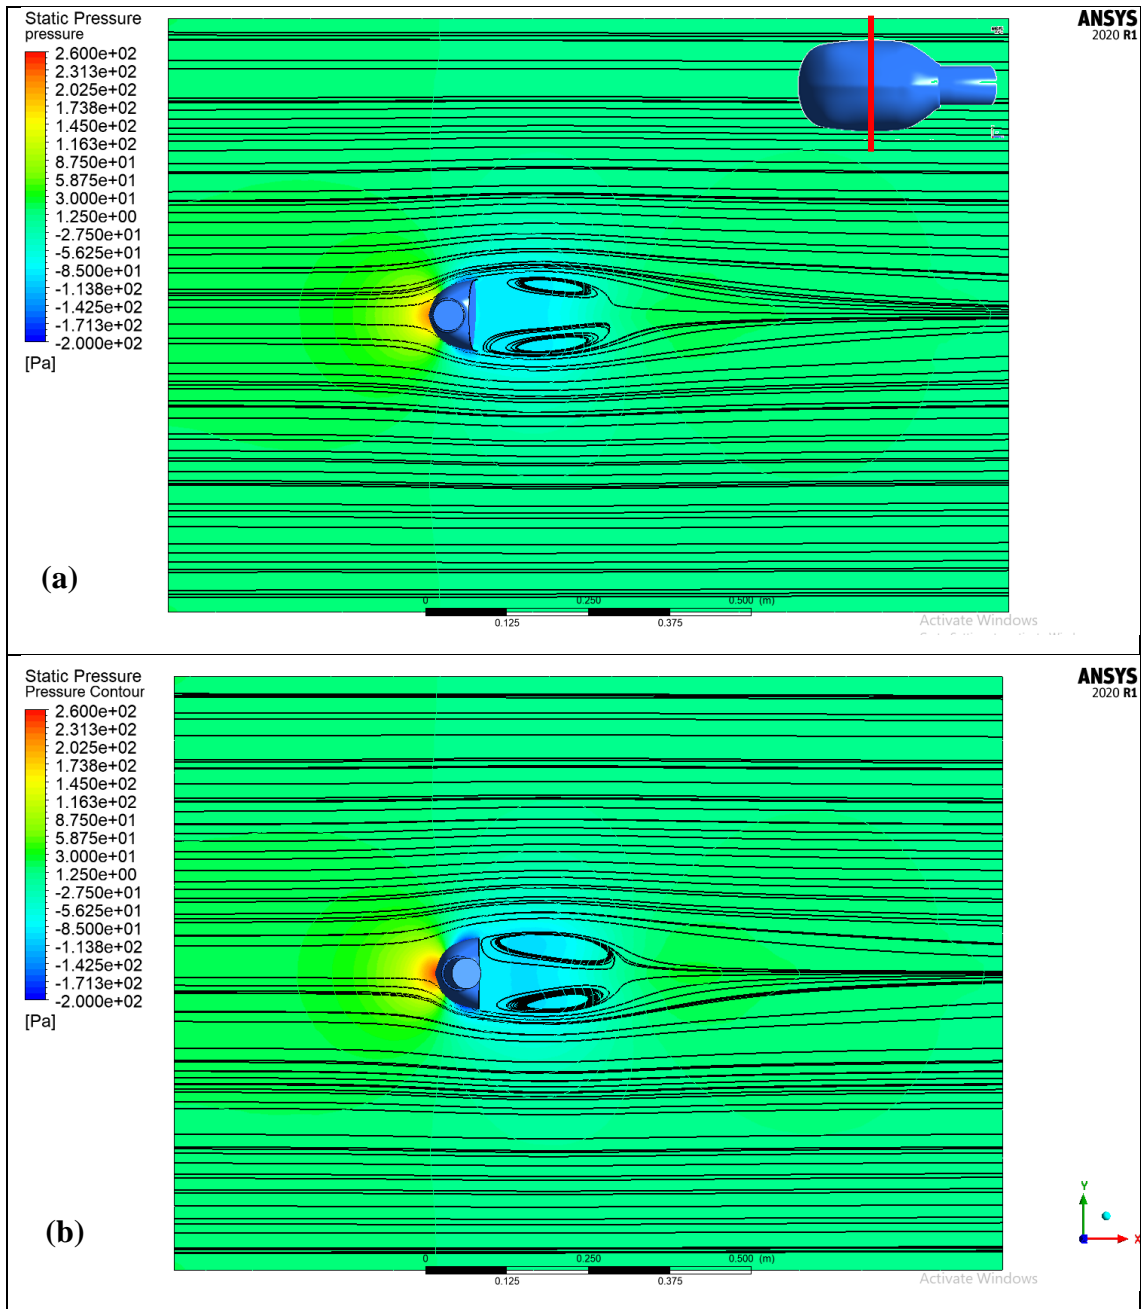 Static Pressure
pressure
2.600e+02
2.313e+02
2.025e+02
1.738e+02
1.450e+02
1.163e+02
8.750e+01
5.875e+01
3.000e+01
1.250e+00
-2.750e+01
-5.625e+01
-8.500e+01
-1.138e+02
-1.425e+02
-1.713e+02
-2.000e+02
[Pa]
ANSYS
2020 R1
(a)
0 0.250 0.500 (m)
0.125 0.375
Activate Windows
Static Pressure
Pressure Contour
2.600e+02
2.313e+02
2.025e+02
1.738e+02
1.450e+02
1.163e+02
8.750e+01
5.875e+01
3.000e+01
1.250e+00
-2.750e+01
-5.625e+01
-8.500e+01
-1.138e+02
-1.425e+02
-1.713e+02
-2.000e+02
[Pa]
ANSYS
2020 R1
Y
X
(b)
0 0.250 0.500 (m)
0.125 0.375
Activate Windows